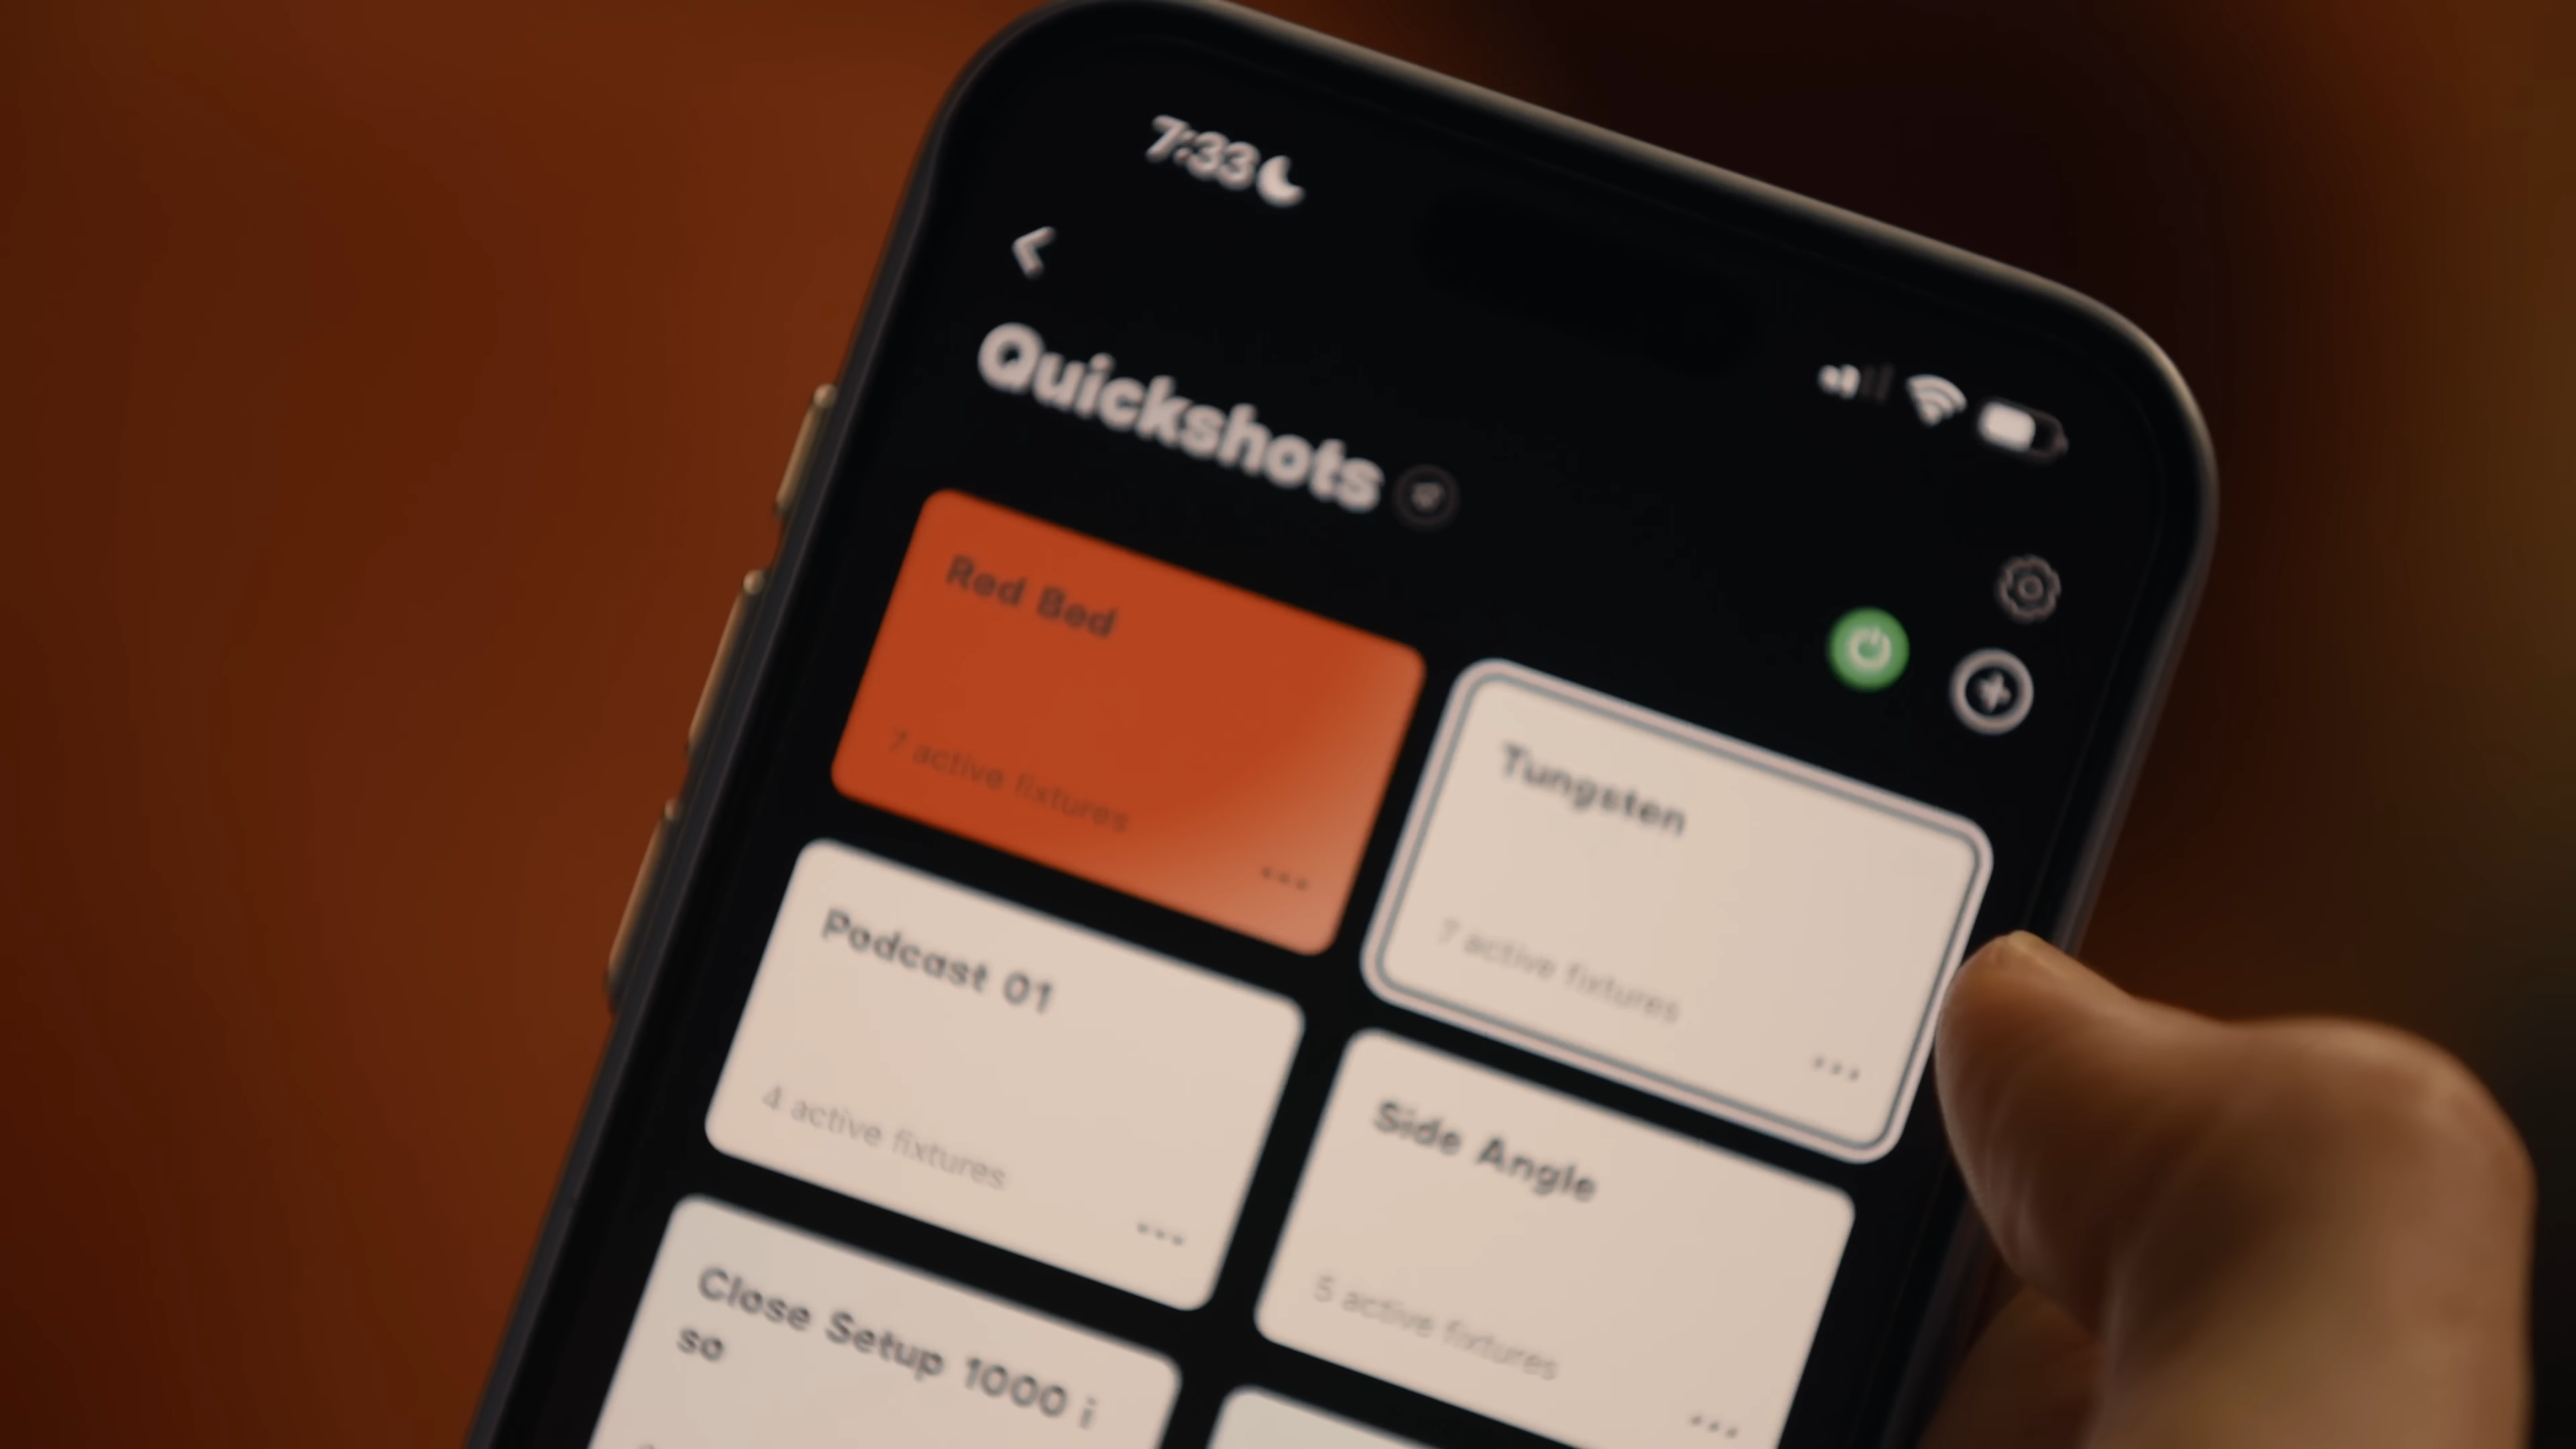 7:33
Quickshots
Red Bed
7 active fixtures
Tungsten
7 active fixtures
Podcast 01
4 active fixtures
Side Angle
5 active fixtures
Close Setup 1000 i
so